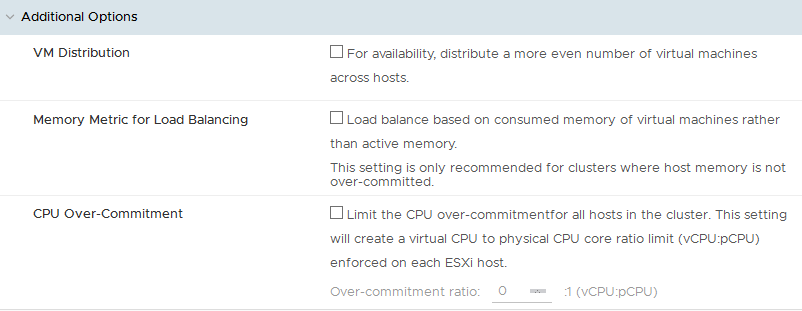 Additional Options
VM Distribution
For availability, distribute a more even number of virtual machines
across hosts.
Memory Metric for Load Balancing
Load balance based on consumed memory of virtual machines rather
than active memory.
This setting is only recommended for clusters where host memory is not
over-committed.
CPU Over-Commitment
Limit the CPU over-commitmentfor all hosts in the cluster. This setting
will create a virtual CPU to physical CPU core ratio limit (vCPU:pCPU)
enforced on each ESXi host.
Over-commitment ratio: 0 :1 (vCPU:pCPU)